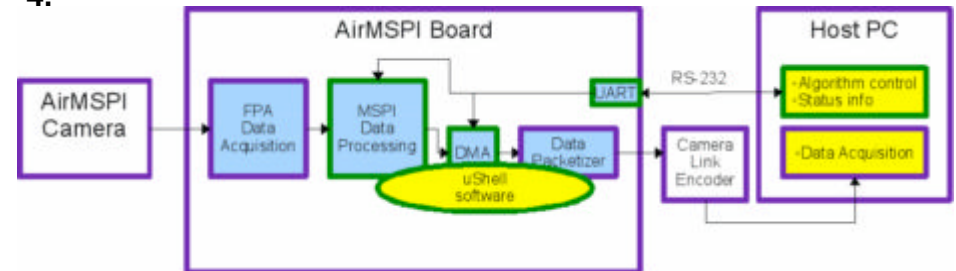 4.
AirMSPI Board
Host PC
AirMSPI
Camera
FPA
Data
Acquisition
MSPI
Data
Processing
DMA
Data
Packetizer
uShell
software
UART
RS-232
Camera
Link
Encoder
-Algorithm control
-Status info
-Data Acquisition